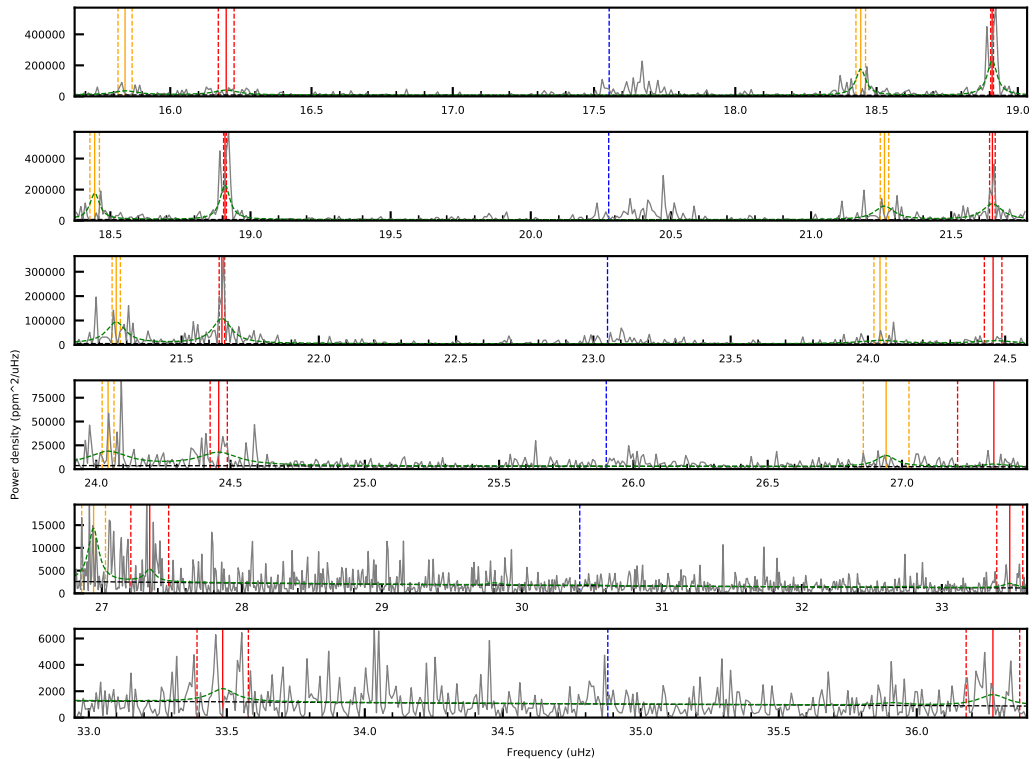 400000
200000
0
16.0 16.5 17.0 17.5 18.0 18.5 19.0
400000
200000
0
18.5 19.0 19.5 20.0 20.5 21.0 21.5
300000
200000
100000
0
21.5 22.0 22.5 23.0 23.5 24.0 24.5
75000
50000
25000
0
24.0 24.5 25.0 25.5 26.0 26.5 27.0
15000
10000
5000
0
27 28 29 30 31 32 33
6000
4000
2000
0
33.0 33.5 34.0 34.5 35.0 35.5 36.0
Power density (ppm^2/uHz)
Frequency (uHz)